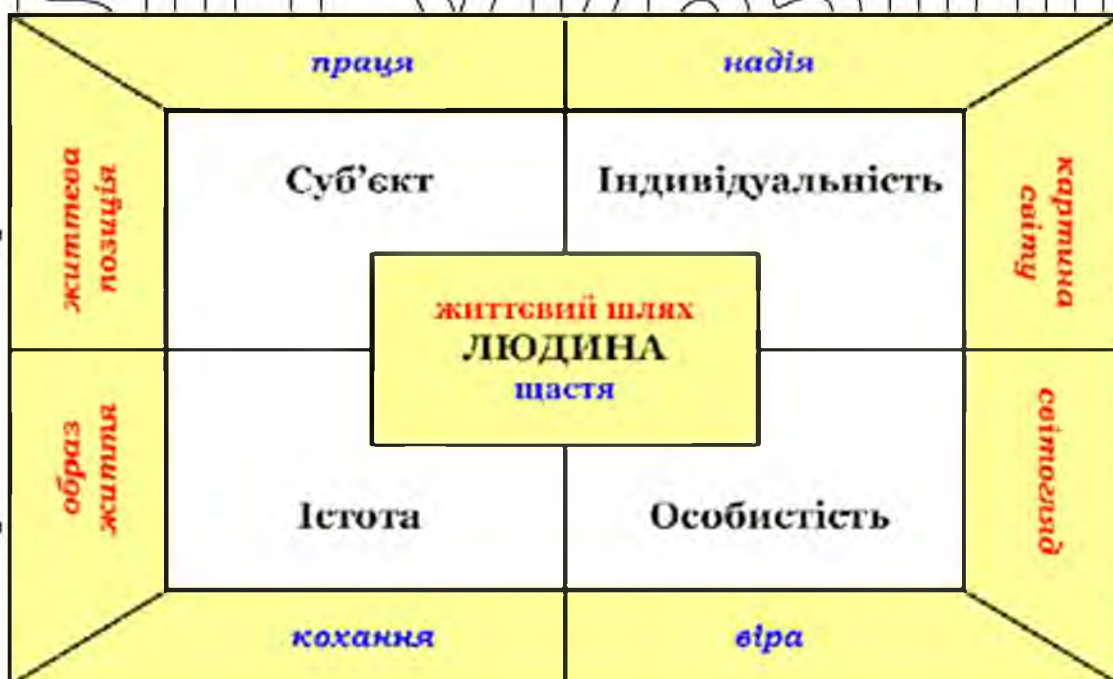 праця
надія
життєва
позиція
Суб’єкт
Індивідуальність
картина
світу
життєвий шлях
ЛЮДИНА
щастя
образ
життя
Істота
Особистість
світогляд
кохання
віра